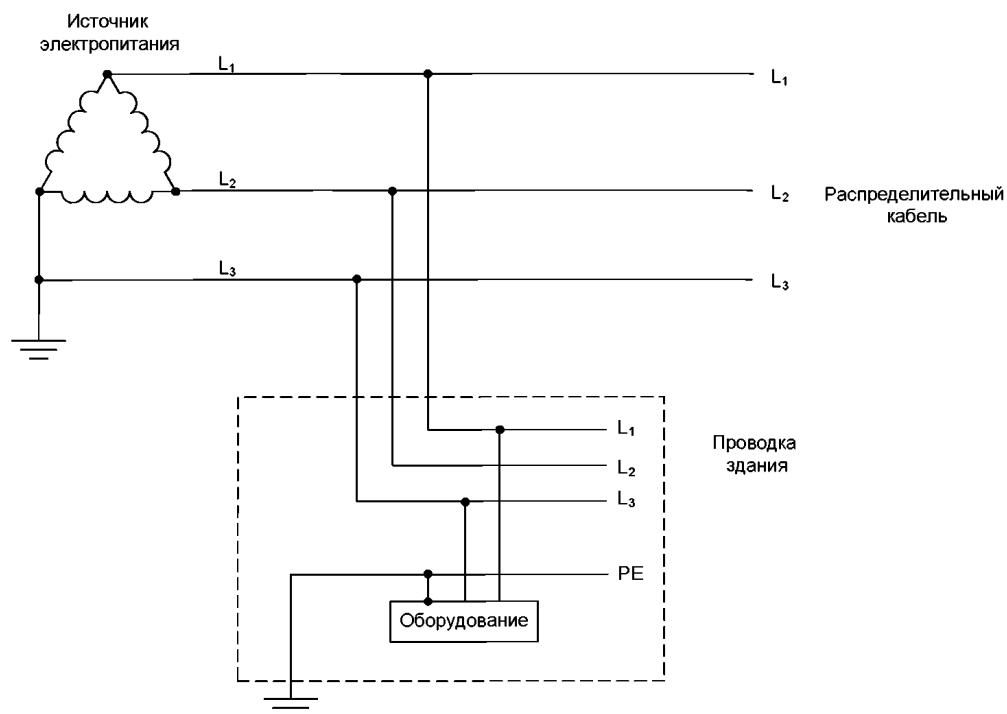 Источник
электропитания
L₁
L₁
L₂
L₂
Распределительный
кабель
L₃
L₃
L₁
Проводка
здания
L₂
L₃
PE
Оборудование